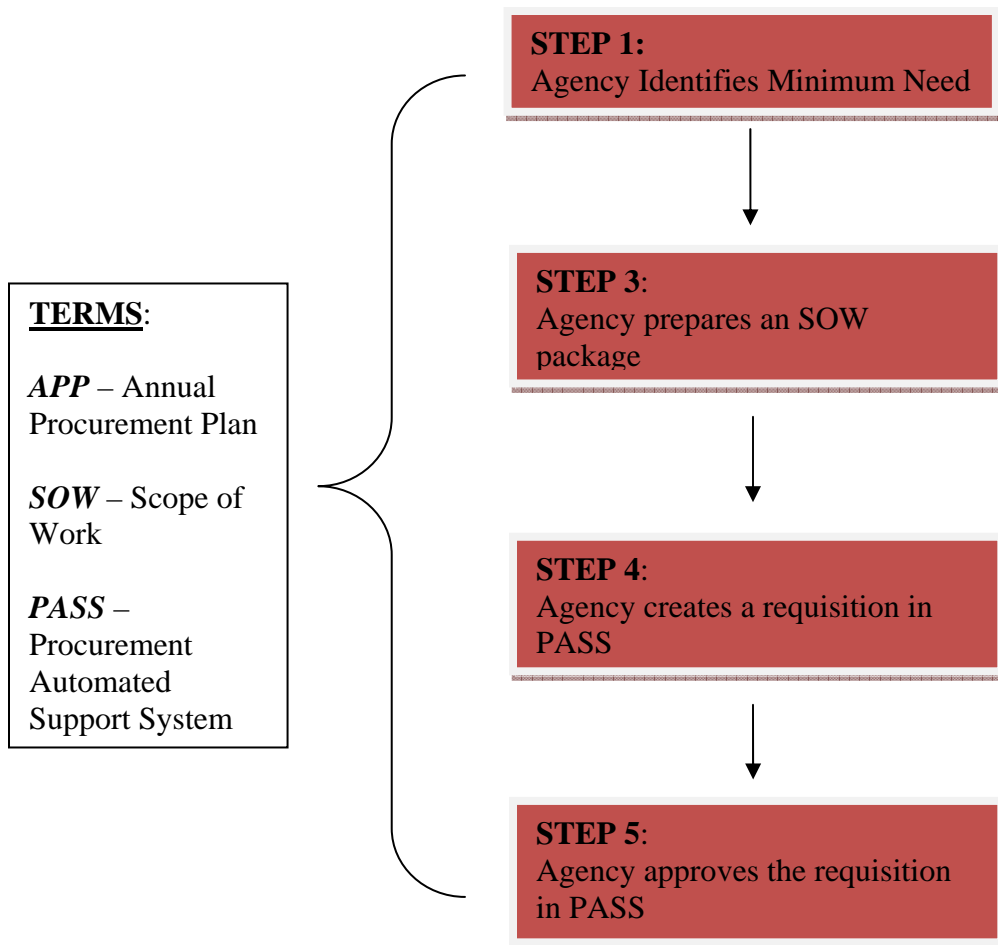 TERMS:
APP – Annual
Procurement Plan
SOW – Scope of
Work
PASS –
Procurement
Automated
Support System
STEP 1:
Agency Identifies Minimum Need
STEP 3:
Agency prepares an SOW
package
STEP 4:
Agency creates a requisition in
PASS
STEP 5:
Agency approves the requisition
in PASS